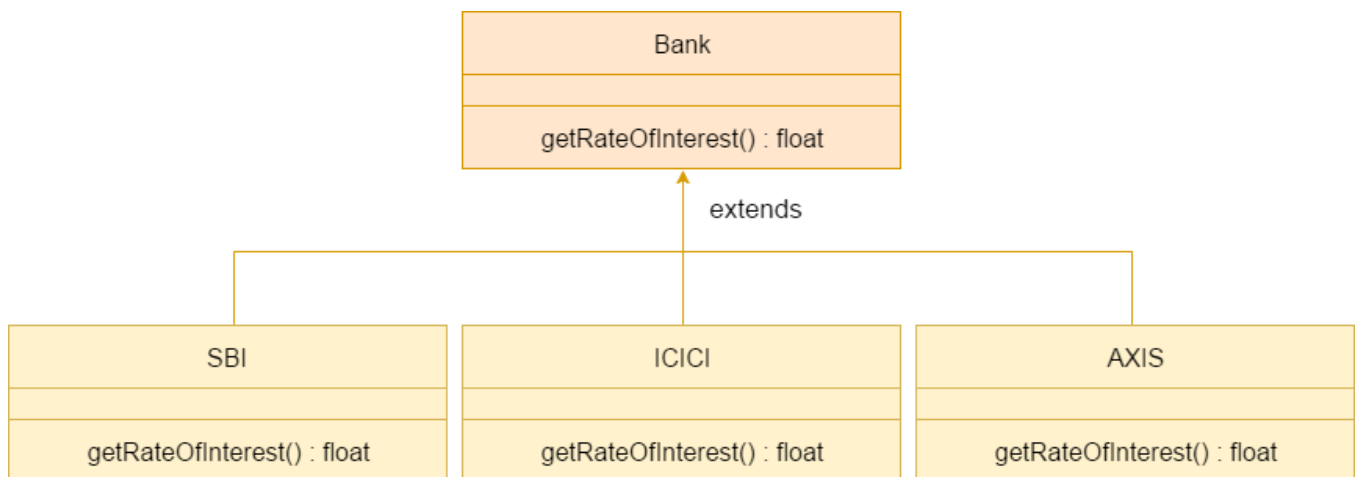 Bank
getRateOfInterest() : float
extends
SBI
ICICI
AXIS
getRateOfInterest() : float
getRateOfInterest() : float
getRateOfInterest() : float